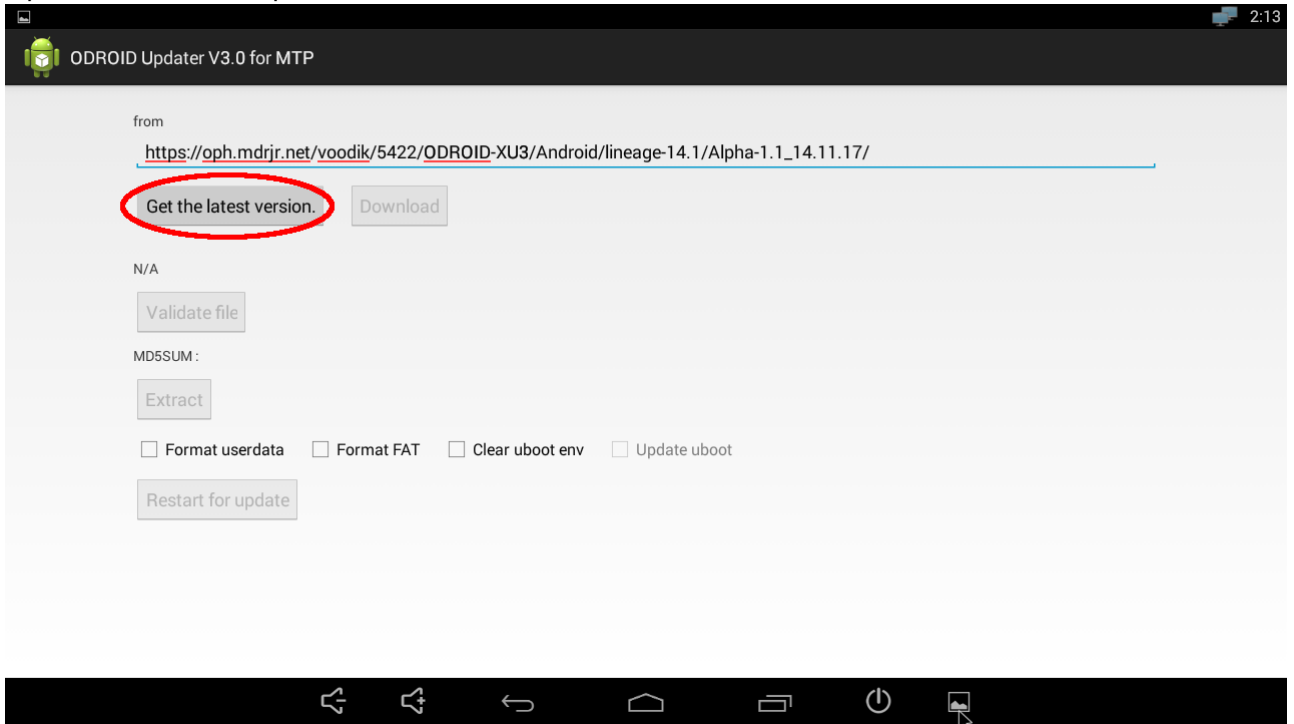 2:13
ODROID Updater V3.0 for MTP
from
https://oph.mdrjr.net/voodik/5422/ODROID-XU3/Android/lineage-14.1/Alpha-1.1_14.11.17/
Get the latest version. Download
N/A
Validate file
MD5SUM :
Extract
Format userdata Format FAT Clear uboot env Update uboot
Restart for update